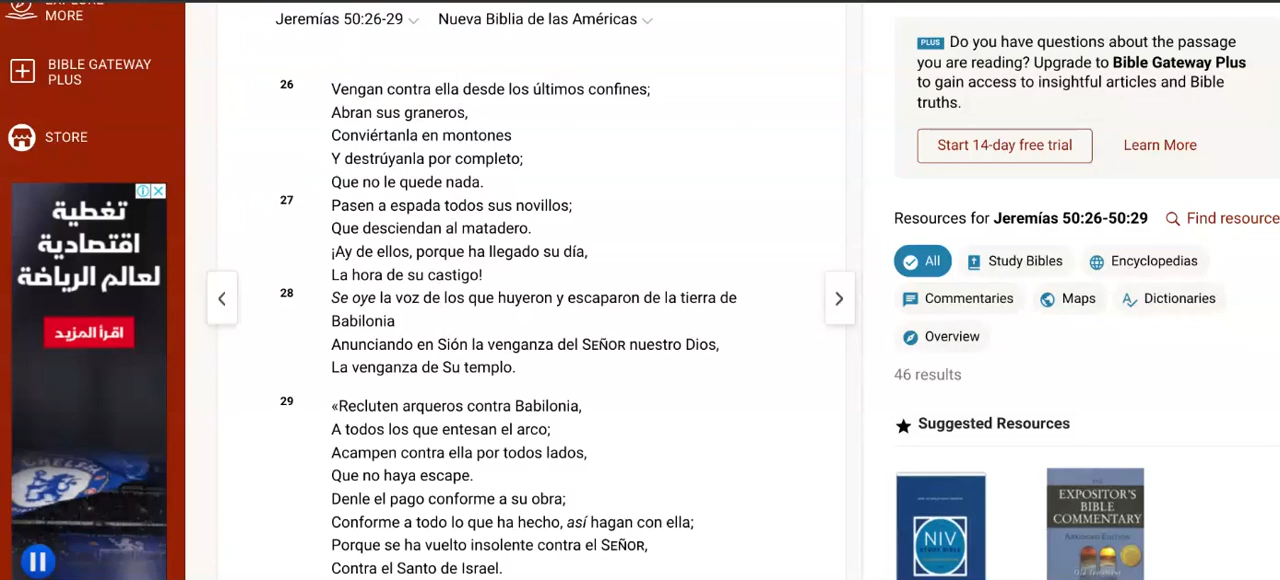 EXPLORE
MORE
BIBLE GATEWAY
PLUS
STORE
تغطية
اقتصادية
لعالم الرياضة
اقرأ المزيد
CHELSEA
Jeremías 50:26-29
Nueva Biblia de las Américas
26 Vengan contra ella desde los últimos confines;
Abran sus graneros,
Conviértanla en montones
Y destrúyanla por completo;
Que no le quede nada.
27 Pasen a espada todos sus novillos;
Que desciendan al matadero.
¡Ay de ellos, porque ha llegado su día,
La hora de su castigo!
28 Se oye la voz de los que huyeron y escaparon de la tierra de
Babilonia
Anunciando en Sión la venganza del SEÑOR nuestro Dios,
La venganza de Su templo.
29 «Recluten arqueros contra Babilonia,
A todos los que entesan el arco;
Acampen contra ella por todos lados,
Que no haya escape.
Denle el pago conforme a su obra;
Conforme a todo lo que ha hecho, así hagan con ella;
Porque se ha vuelto insolente contra el SEÑOR,
Contra el Santo de Israel.
PLUS Do you have questions about the passage
you are reading? Upgrade to Bible Gateway Plus
to gain access to insightful articles and Bible
truths.
Start 14-day free trial
Learn More
Resources for Jeremías 50:26-50:29
Find resource
All
Study Bibles
Encyclopedias
Commentaries
Maps
Dictionaries
Overview
46 results
Suggested Resources
NIV
STUDY BIBLE
THE
EXPOSITOR'S
BIBLE
COMMENTARY
ABRIDGED EDITION
Old Testament